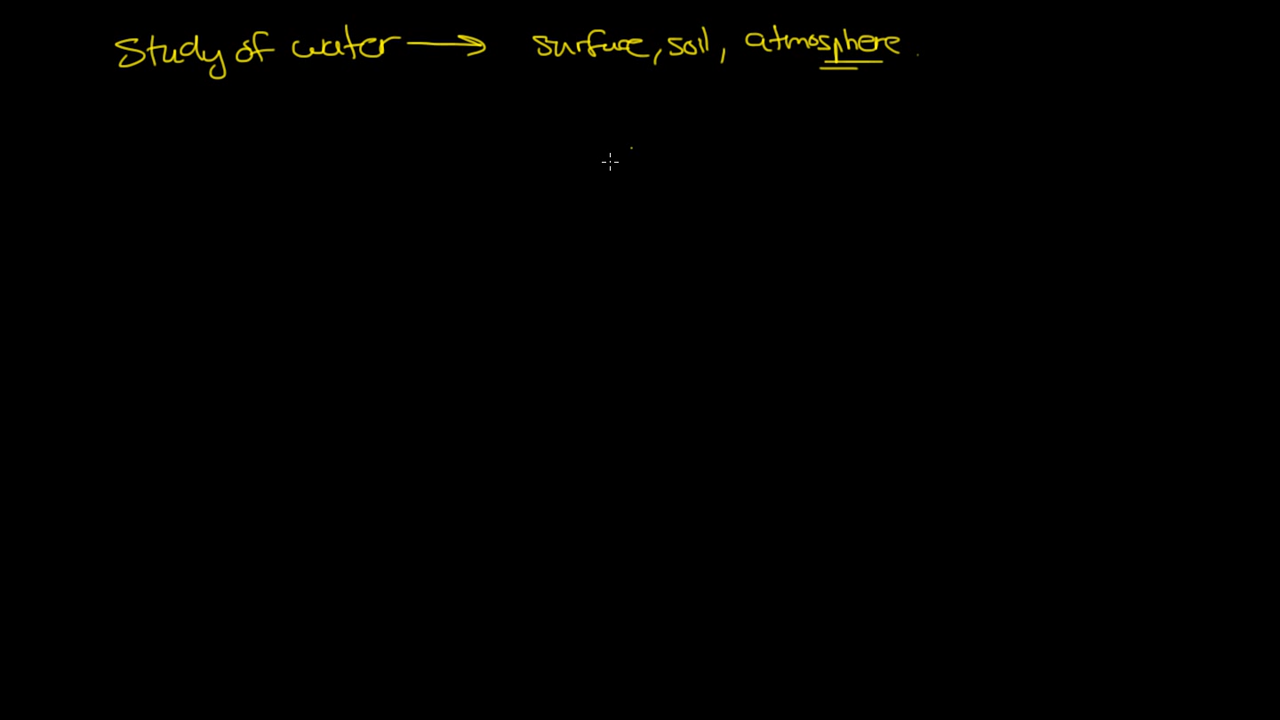 Study of water → surface, soil, atmosphere.